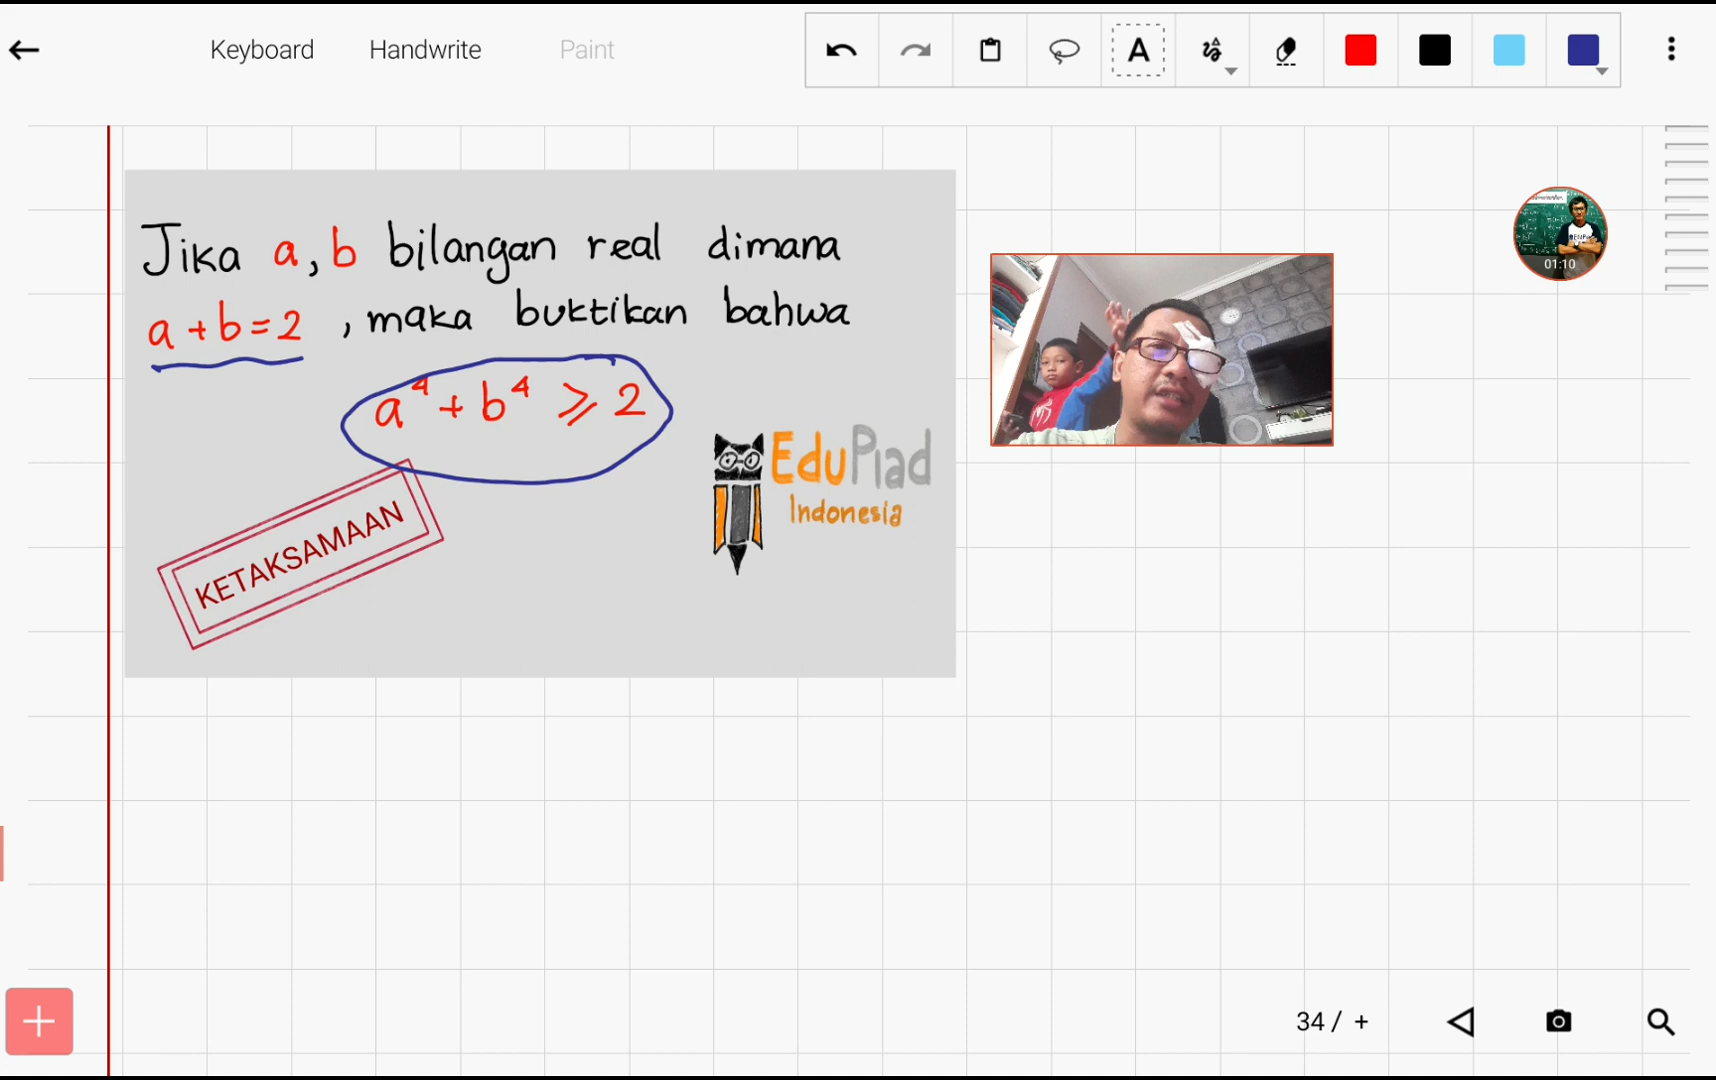 Keyboard Handwrite Paint
A
Jika a, b bilangan real dimana
a + b = 2 , maka buktikan bahwa
a⁴ + b⁴ ⩾ 2
KETAKSAMAAN
EduPiad
Indonesia
01:10
34 / +